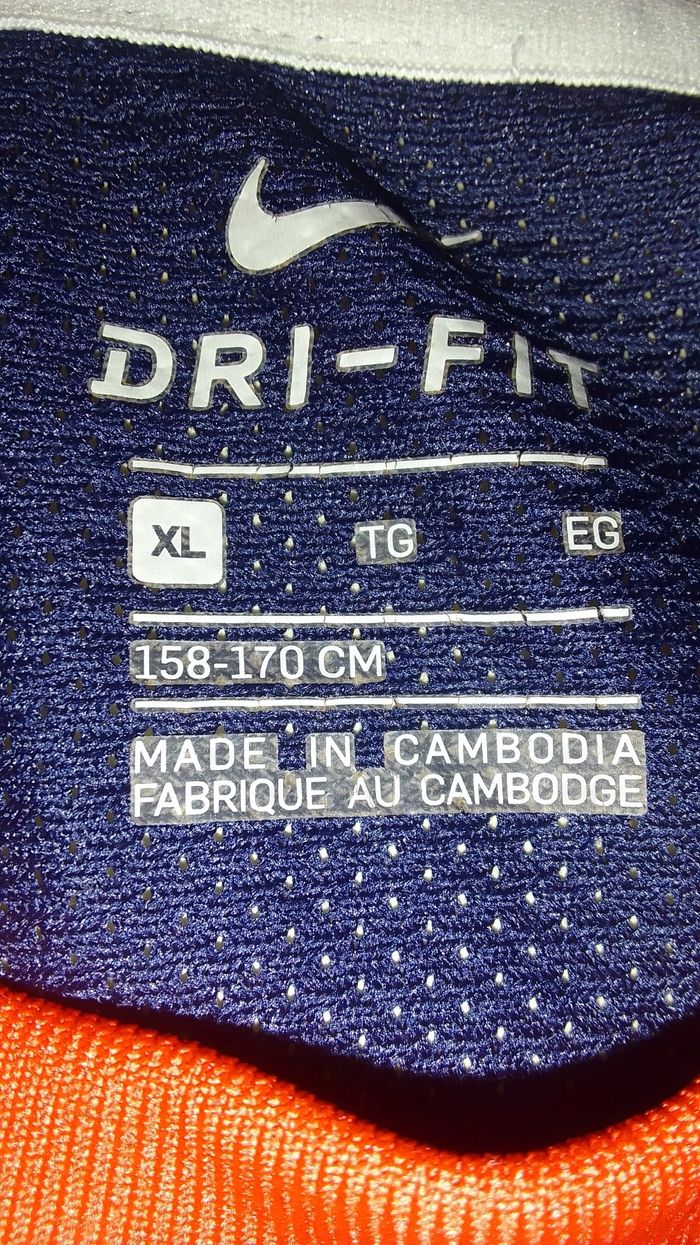 DRI-FIT
XL TG EG
158-170 CM
MADE IN CAMBODIA
FABRIQUE AU CAMBODGE